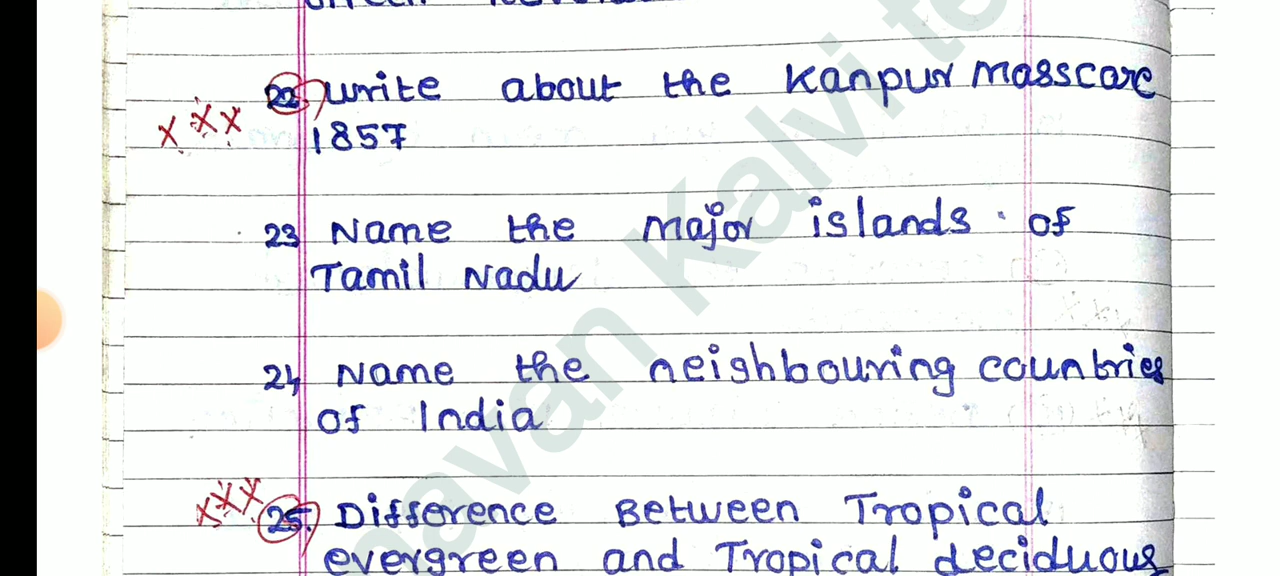 22. write about the Kanpur masscare
1857
23 Name the major islands of
Tamil Nadu
24 Name the neighbouring countries
of India
25. Difference Between Tropical
evergreen and Tropical deciduous